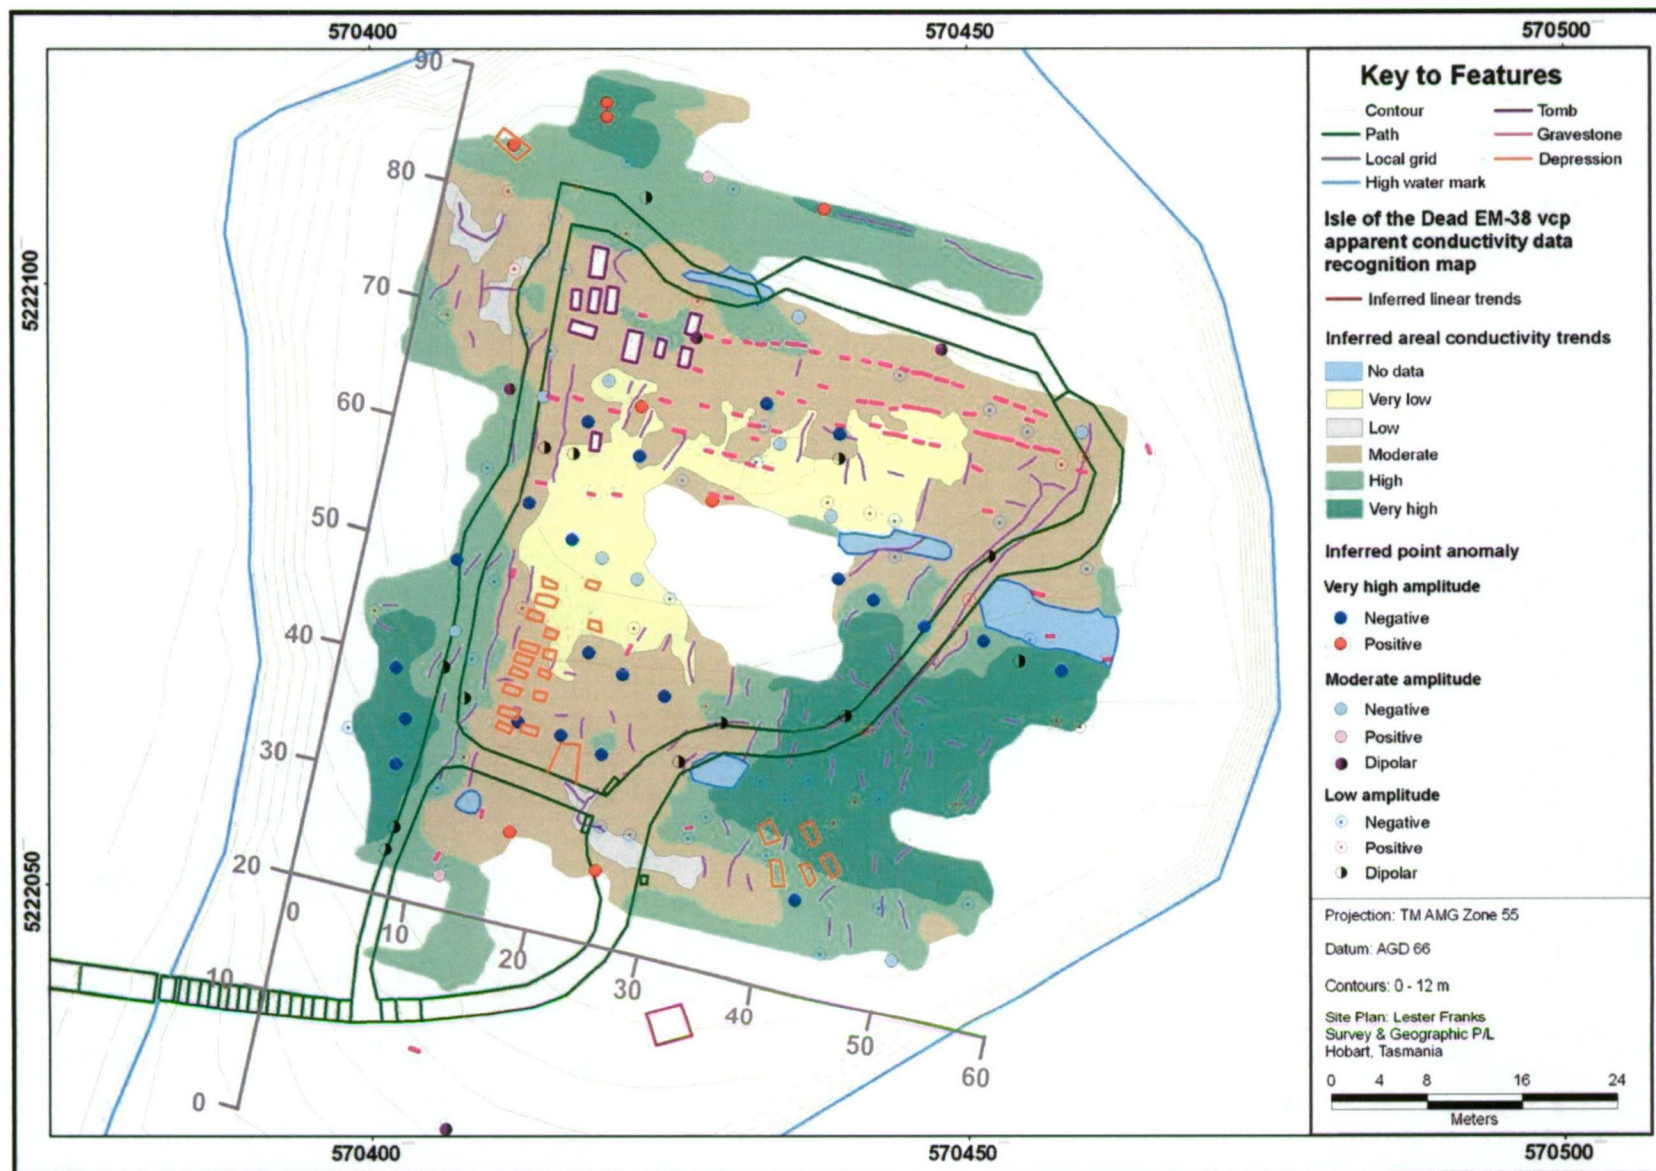 570400
570450
570500
5222100
5222050
90
80
70
60
50
40
30
20
10
0
0
10
20
30
40
50
60
570400
570450
570500
Key to Features
Contour
Tomb
Path
Gravestone
Local grid
Depression
High water mark
Isle of the Dead EM-38 vcp
apparent conductivity data
recognition map
Inferred linear trends
Inferred areal conductivity trends
No data
Very low
Low
Moderate
High
Very high
Inferred point anomaly
Very high amplitude
Negative
Positive
Moderate amplitude
Negative
Positive
Dipolar
Low amplitude
Negative
Positive
Dipolar
Projection: TM AMG Zone 55
Datum: AGD 66
Contours: 0 - 12 m
Site Plan: Lester Franks
Survey & Geographic P/L
Hobart, Tasmania
0 4 8 16 24
Meters